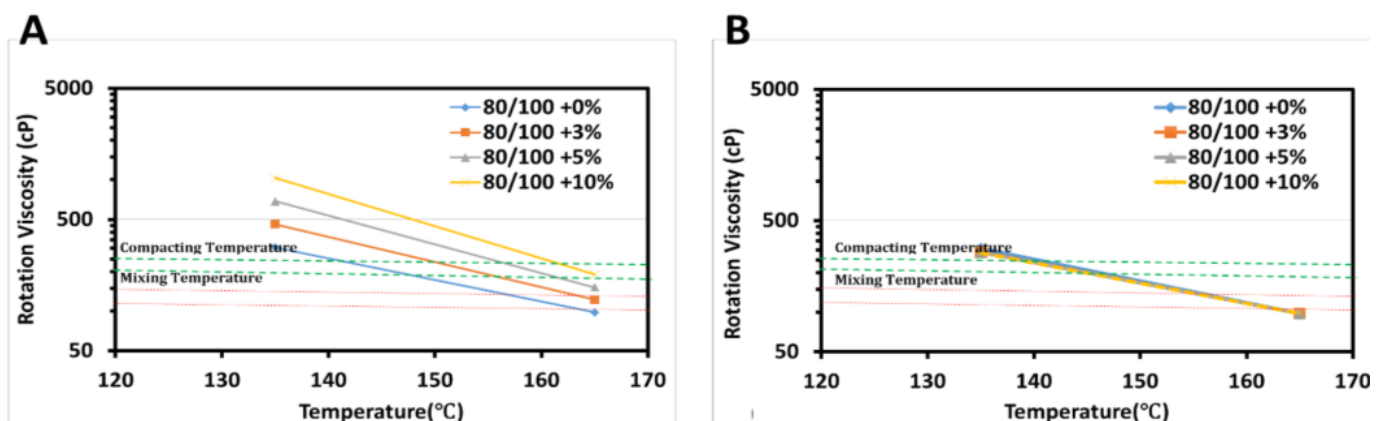 A
Rotation Viscosity (cP)
5000
500
50
80/100 +0%
80/100 +3%
80/100 +5%
80/100 +10%
Compacting Temperature
Mixing Temperature
120 130 140 150 160 170
Temperature(℃)
B
Rotation Viscosity (cP)
5000
500
50
80/100 +0%
80/100 +3%
80/100 +5%
80/100 +10%
Compacting Temperature
Mixing Temperature
120 130 140 150 160 170
Temperature(℃)